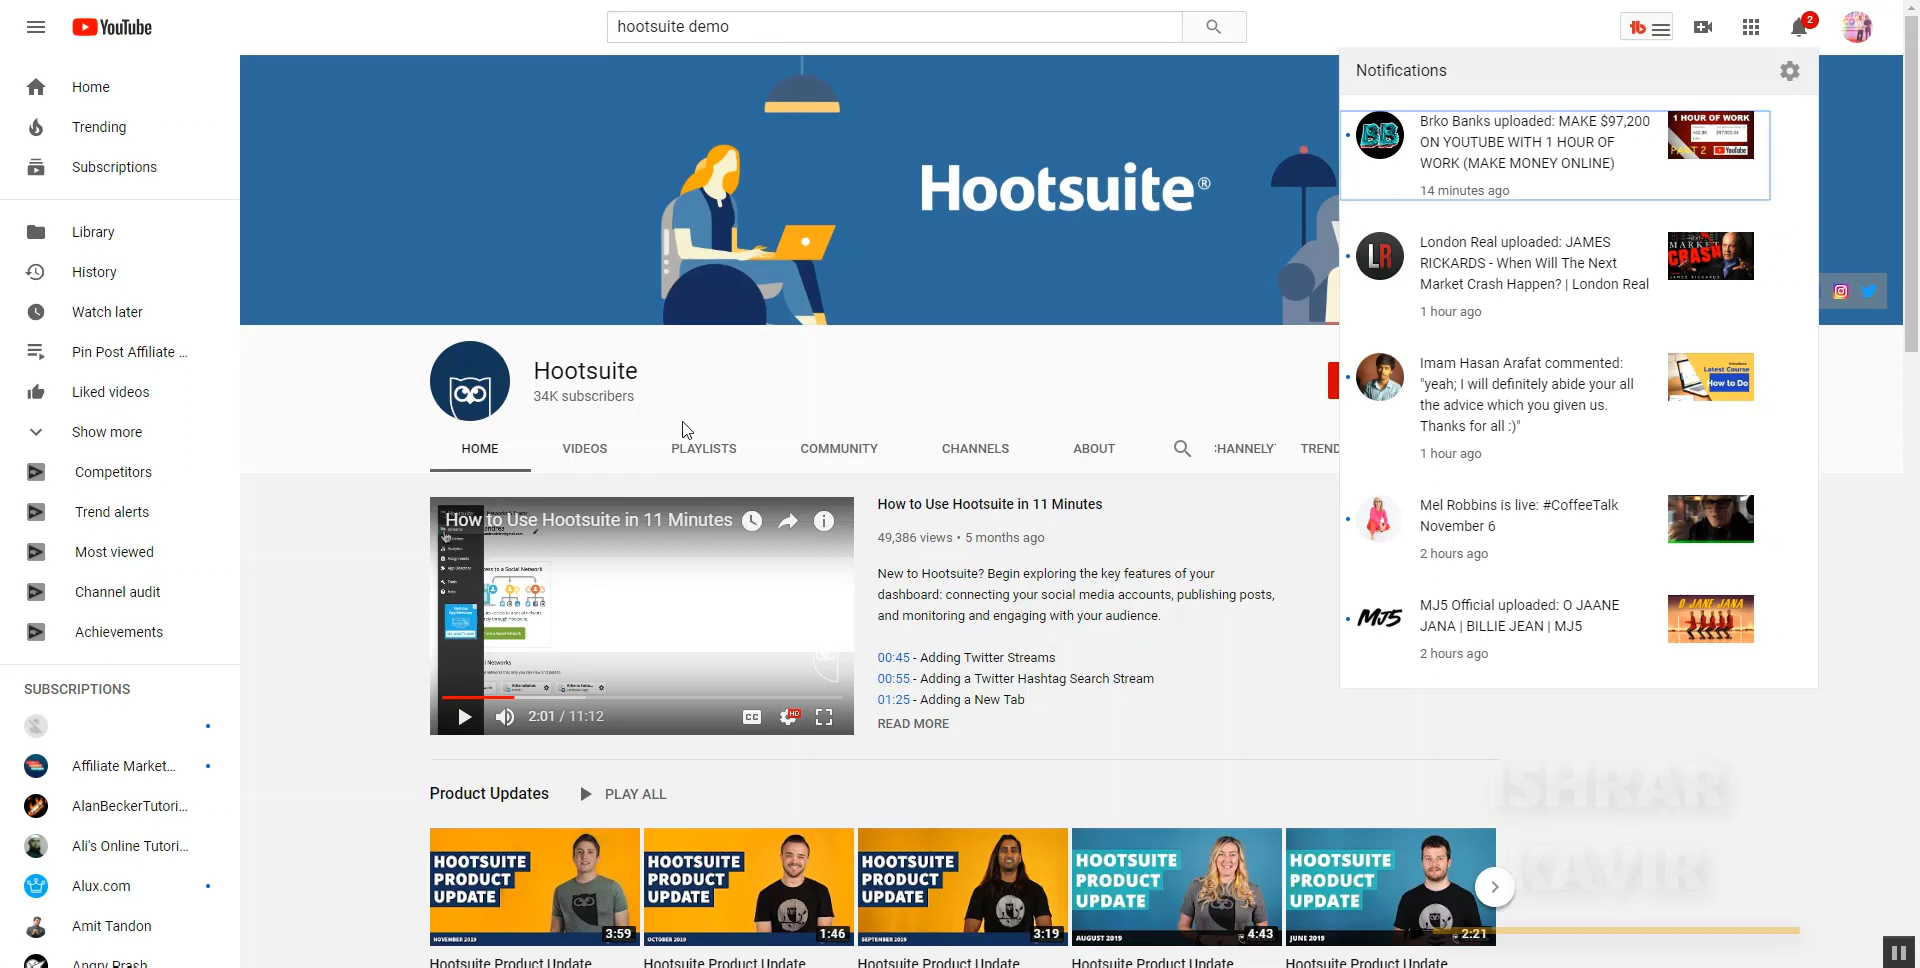 YouTube
hootsuite demo
2
Home
Trending
Subscriptions
Library
History
Watch later
Pin Post Affiliate ...
Liked videos
Show more
Competitors
Trend alerts
Most viewed
Channel audit
Achievements
SUBSCRIPTIONS
Affiliate Market...
AlanBeckerTutori...
Ali's Online Tutori...
Alux.com
Amit Tandon
Hootsuite®
Hootsuite
34K subscribers
HOME
VIDEOS
PLAYLISTS
COMMUNITY
CHANNELS
ABOUT
:HANNELY
TREND
How to Use Hootsuite in 11 Minutes
2:01 / 11:12
CC
HD
How to Use Hootsuite in 11 Minutes
49,386 views • 5 months ago
New to Hootsuite? Begin exploring the key features of your
dashboard: connecting your social media accounts, publishing posts,
and monitoring and engaging with your audience.
00:45 - Adding Twitter Streams
00:55 - Adding a Twitter Hashtag Search Stream
01:25 - Adding a New Tab
READ MORE
Product Updates
PLAY ALL
HOOTSUITE
PRODUCT
UPDATE
NOVEMBER 2019
3:59
HOOTSUITE
PRODUCT
UPDATE
OCTOBER 2019
1:46
HOOTSUITE
PRODUCT
UPDATE
SEPTEMBER 2019
3:19
HOOTSUITE
PRODUCT
UPDATE
AUGUST 2019
4:43
HOOTSUITE
PRODUCT
UPDATE
JUNE 2019
2:21
Hootsuite Product Update
Hootsuite Product Update
Hootsuite Product Update
Hootsuite Product Update
Hootsuite Product Update
Notifications
BB
Brko Banks uploaded: MAKE $97,200
ON YOUTUBE WITH 1 HOUR OF
WORK (MAKE MONEY ONLINE)
14 minutes ago
1 HOUR OF WORK
PART 2
YouTube
LR
London Real uploaded: JAMES
RICKARDS - When Will The Next
Market Crash Happen? | London Real
1 hour ago
MARKET
CRASH
JAMES RICKARDS
Imam Hasan Arafat commented:
"yeah; I will definitely abide your all
the advice which you given us.
Thanks for all :)"
1 hour ago
Latest Course
How to Do
Mel Robbins is live: #CoffeeTalk
November 6
2 hours ago
MJ5
MJ5 Official uploaded: O JAANE
JANA | BILLIE JEAN | MJ5
2 hours ago
O JANE JANA
ISHRAR
KAVIR